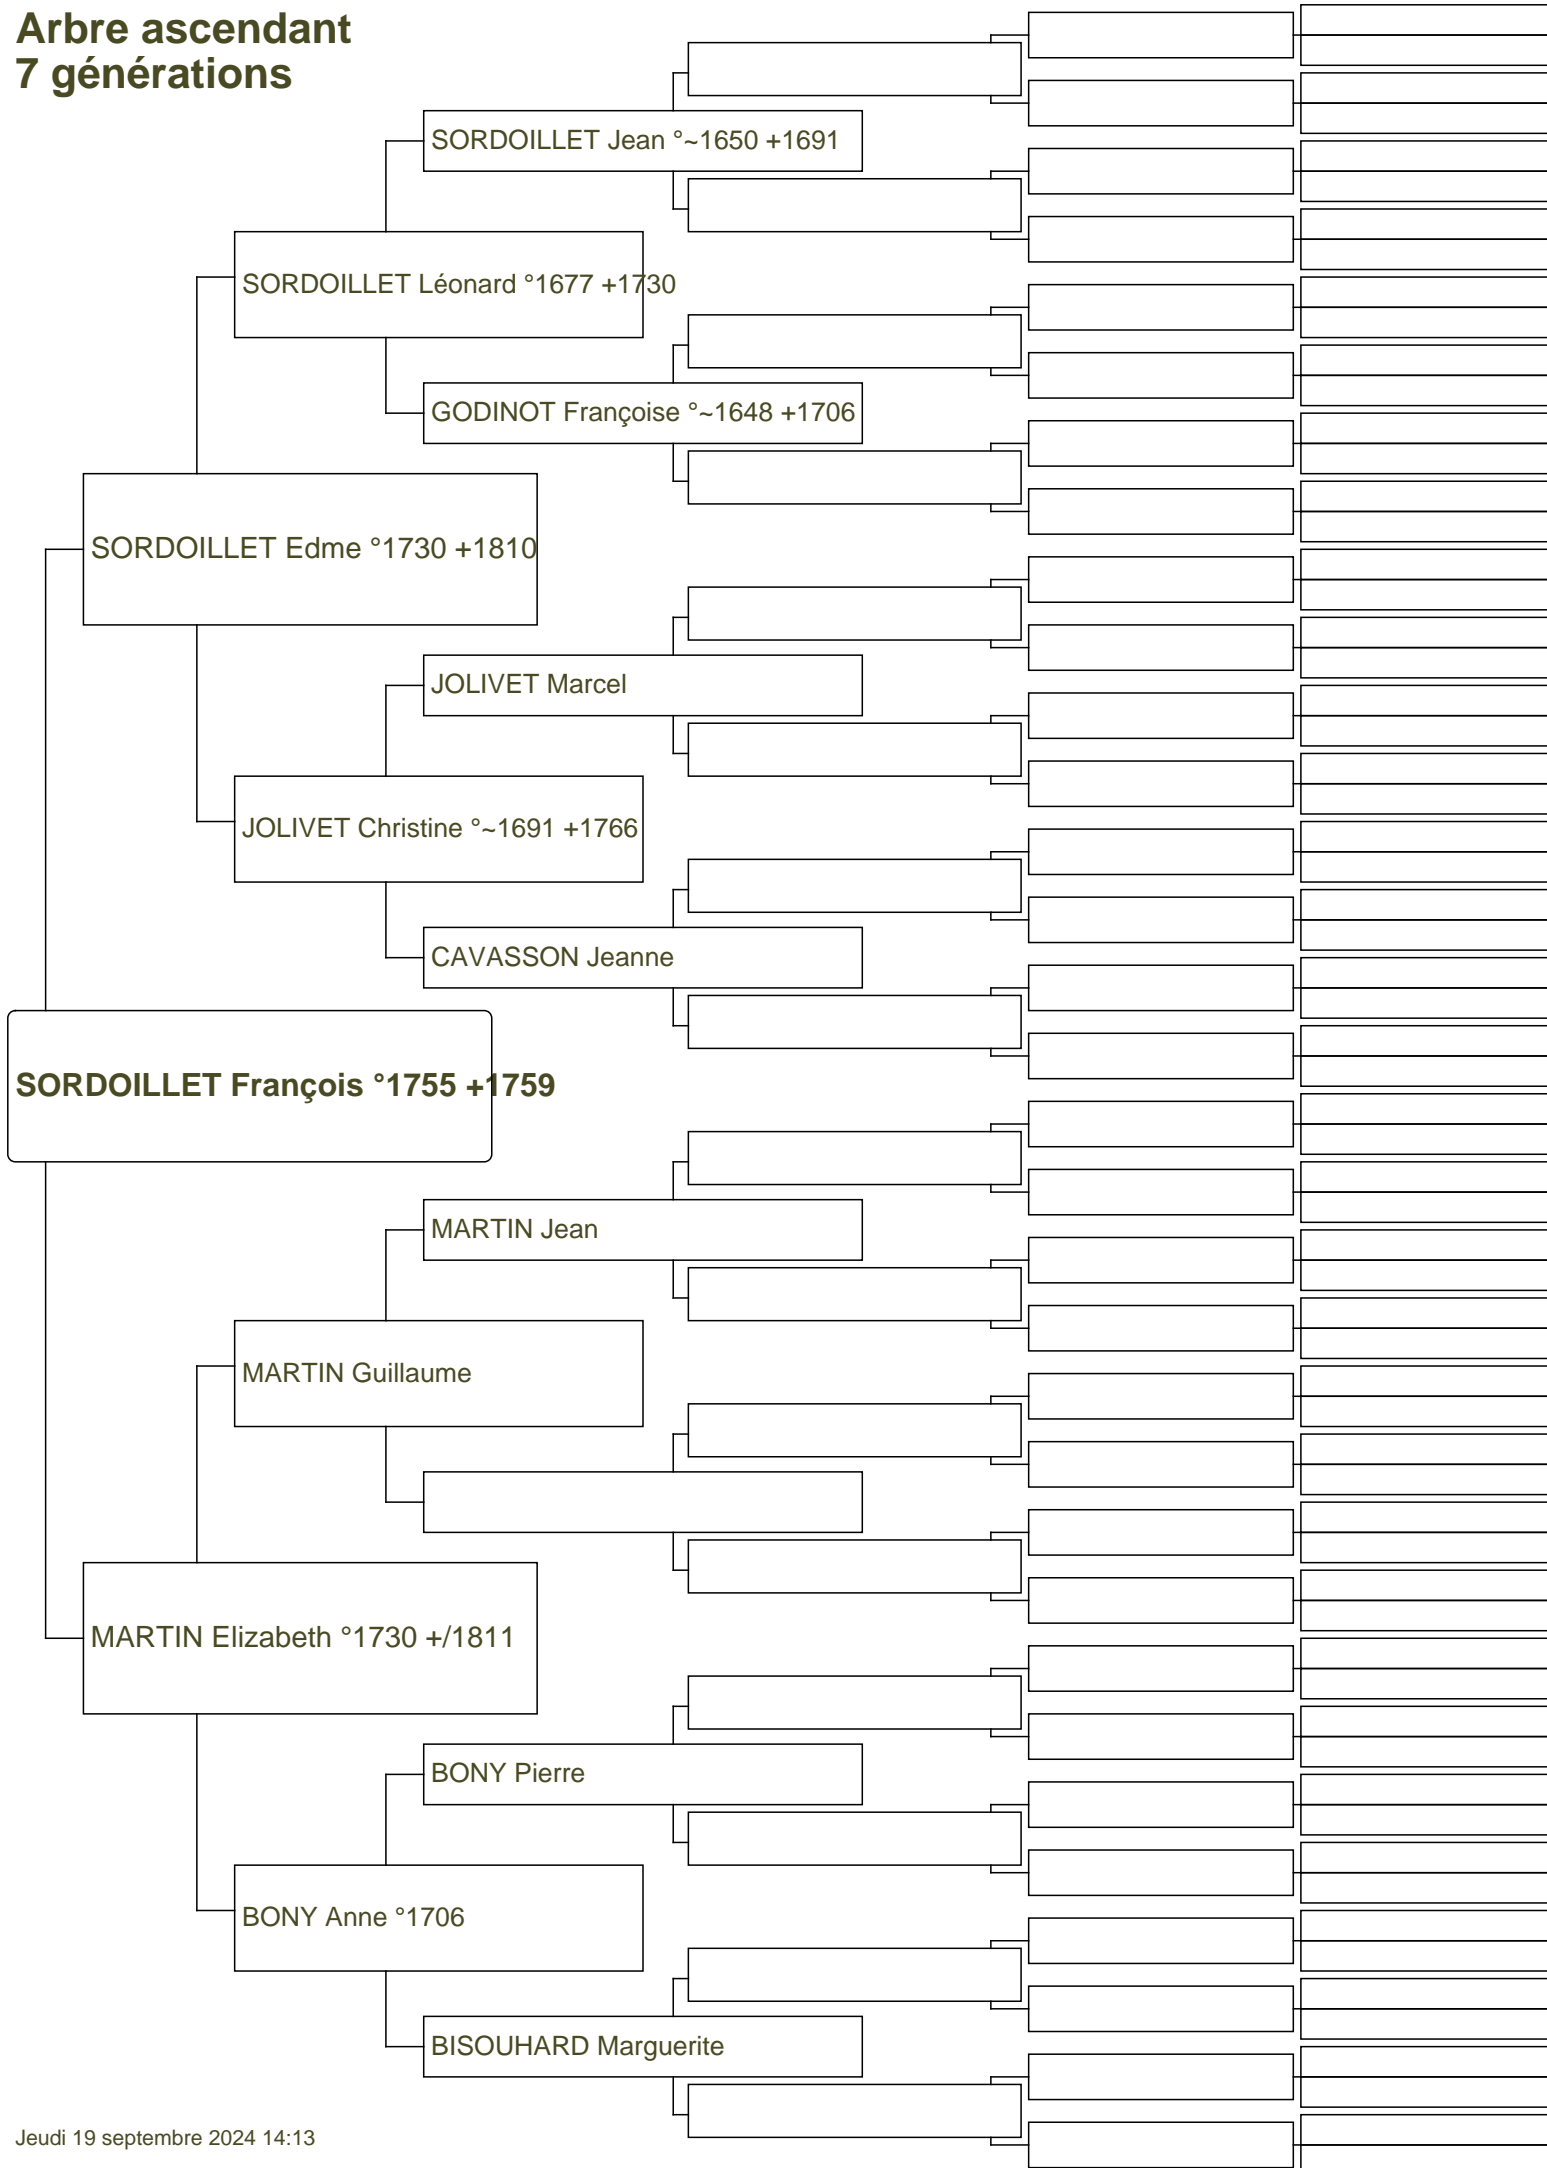 Arbre ascendant
7 générations
SORDOILLET Jean °~1650 +1691
SORDOILLET Léonard °1677 +1730
GODINOT Françoise °~1648 +1706
SORDOILLET Edme °1730 +1810
JOLIVET Marcel
JOLIVET Christine °~1691 +1766
CAVASSON Jeanne
SORDOILLET François °1755 +1759
MARTIN Jean
MARTIN Guillaume
MARTIN Elizabeth °1730 +/1811
BONY Pierre
BONY Anne °1706
BISOUHARD Marguerite
Jeudi 19 septembre 2024 14:13